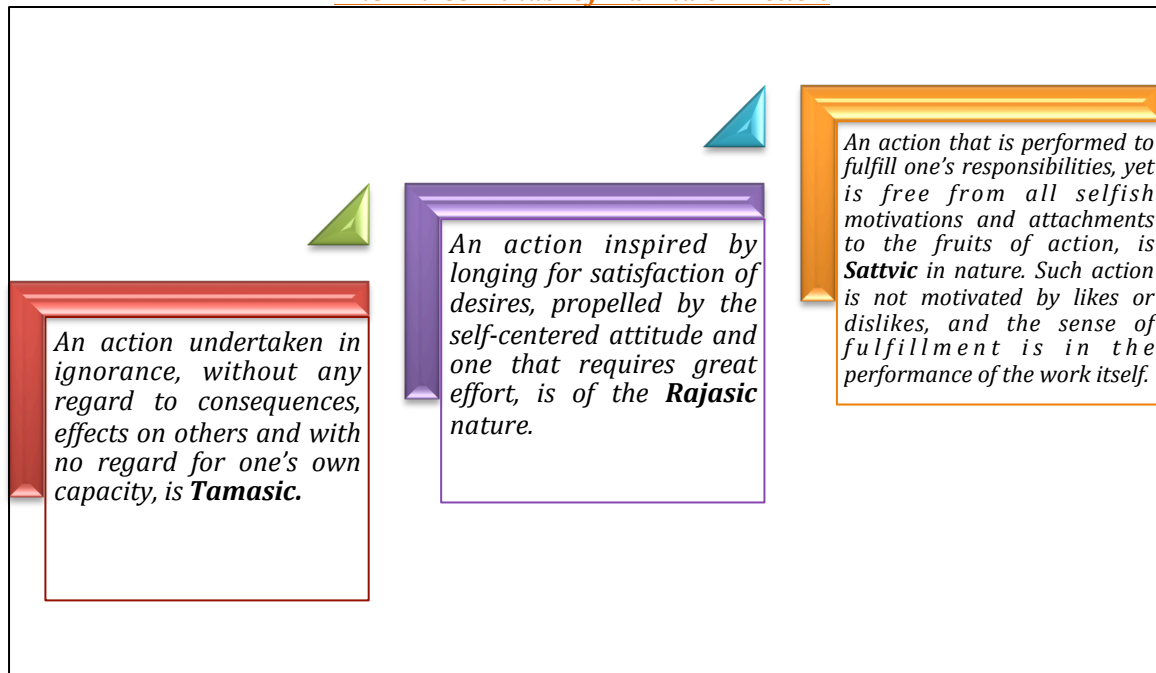 An action undertaken in
ignorance, without any
regard to consequences,
effects on others and with
no regard for one's own
capacity, is Tamasic.
An action inspired by
longing for satisfaction of
desires, propelled by the
self-centered attitude and
one that requires great
effort, is of the Rajasic
nature.
An action that is performed to
fulfill one's responsibilities, yet
is free from all selfish
motivations and attachments
to the fruits of action, is
Sattvic in nature. Such action
is not motivated by likes or
dislikes, and the sense of
fulfillment is in the
performance of the work itself.